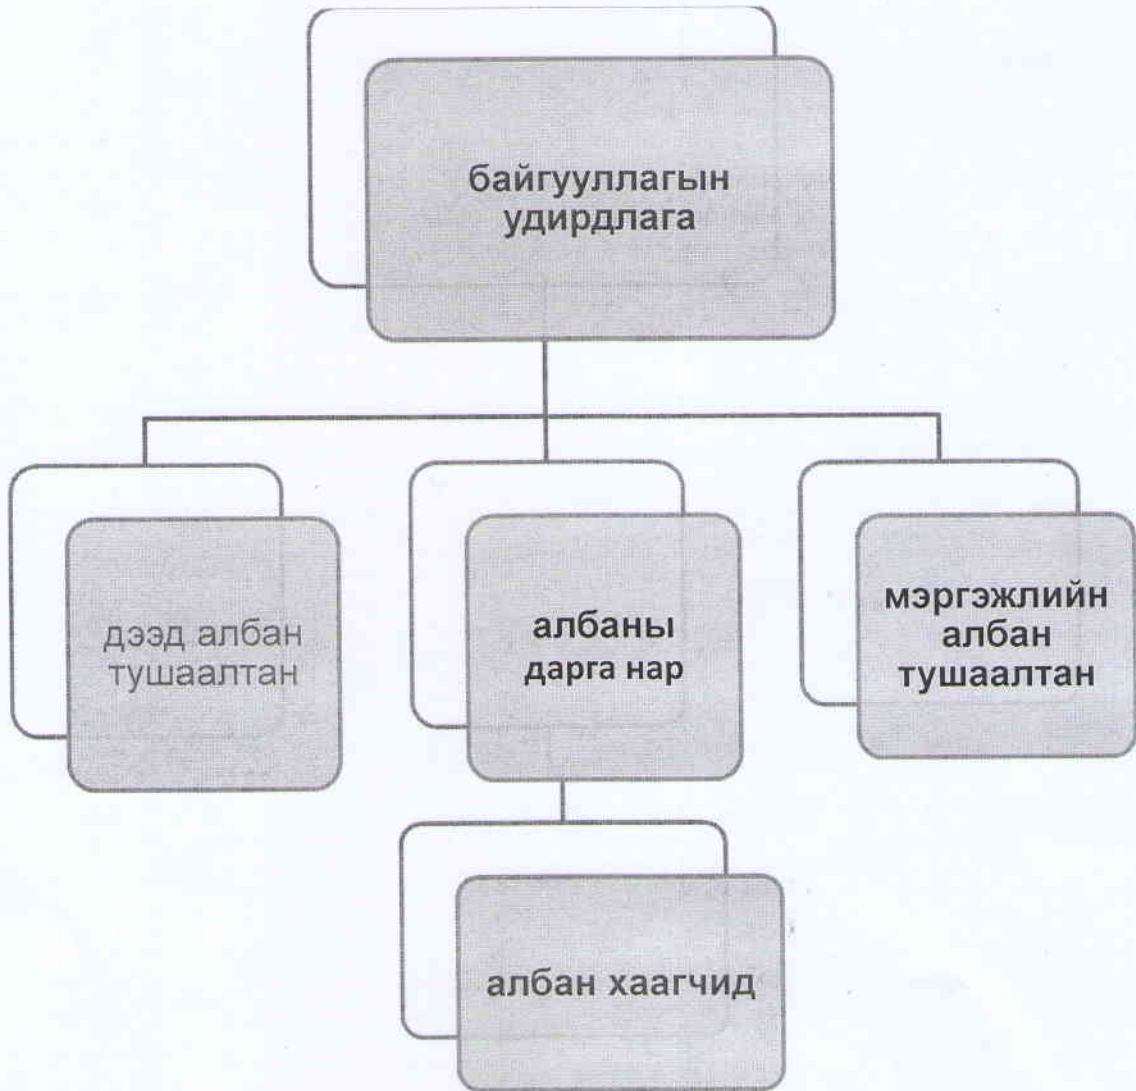 байгууллагын
удирдлага
дээд албан
тушаалтан
албаны
дарга нар
мэргэжлийн
албан
тушаалтан
албан хаагчид